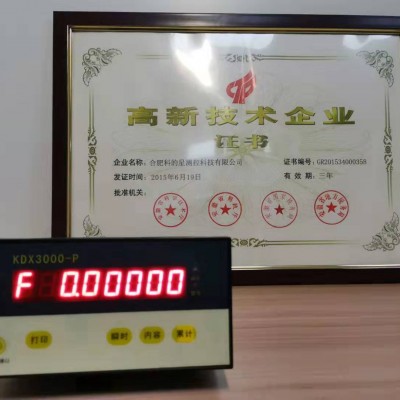 高新技术企业
证书
企业名称：合肥科的星测控科技有限公司
证书编号：GR201534000358
发证时间：2015年6月19日
有效期：三年
批准机关：
KDX3000-P
F 0.00000
打印
瞬时
内容
累计